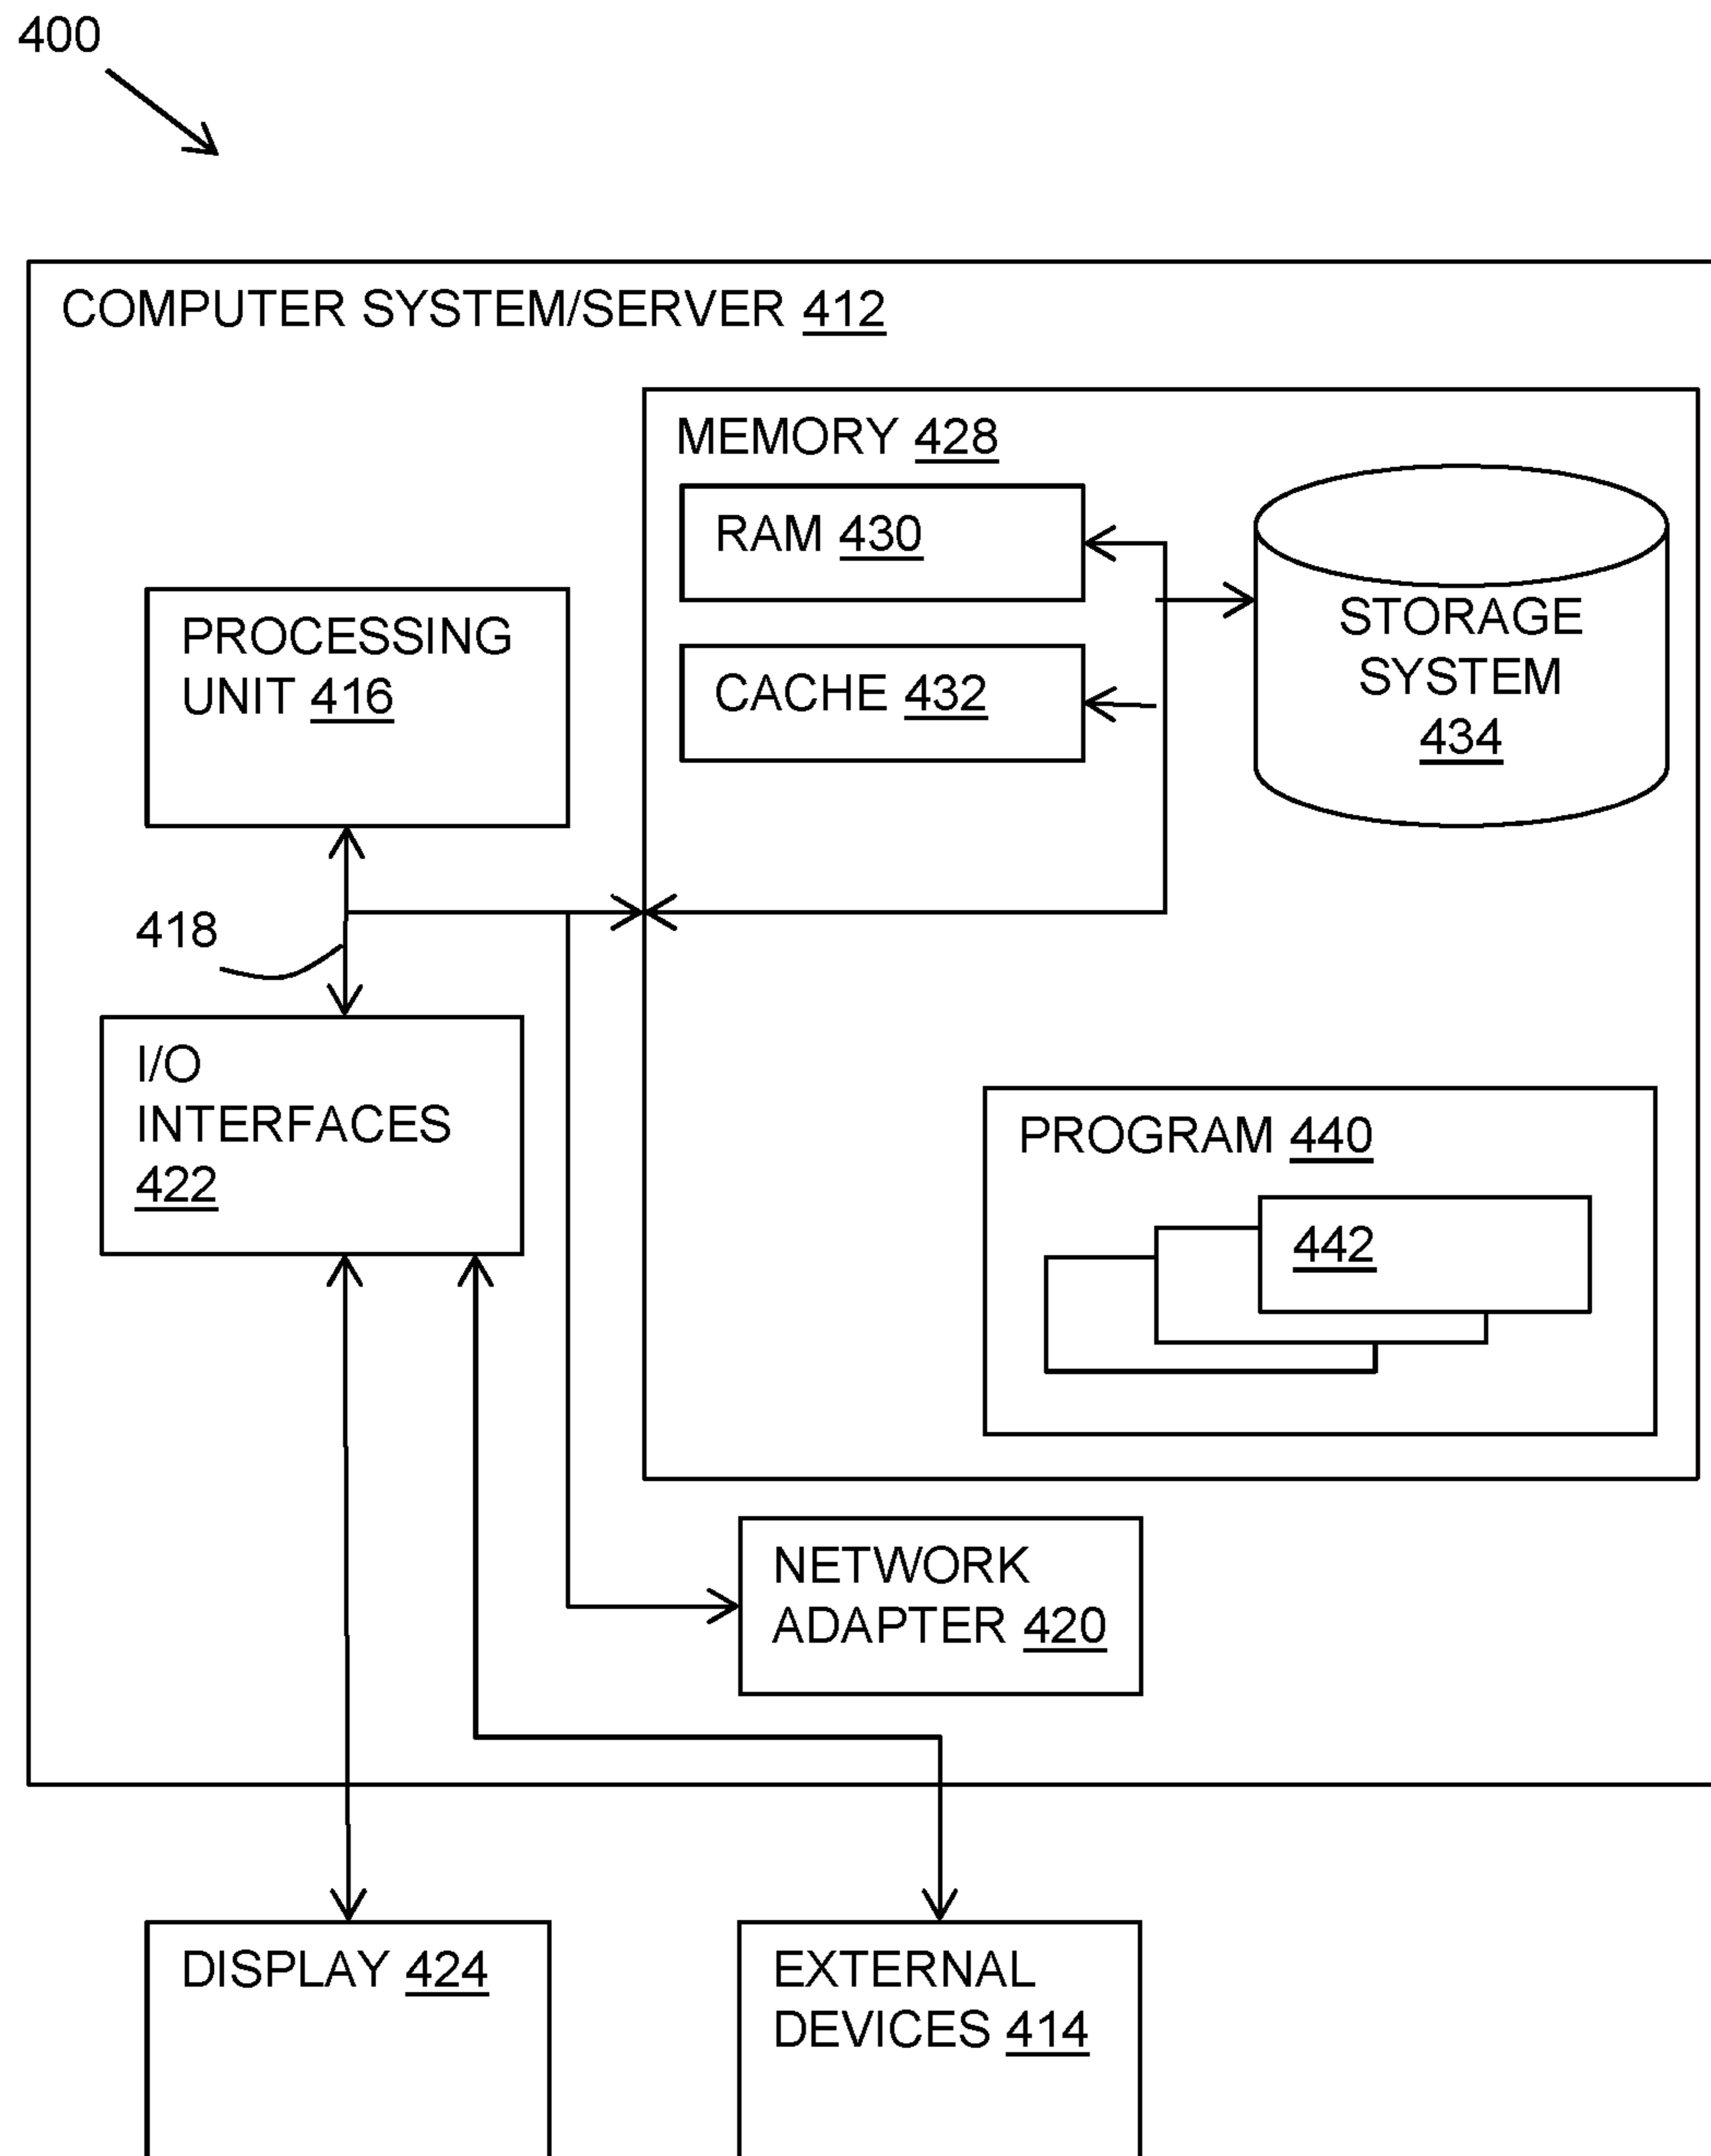 400
COMPUTER SYSTEM/SERVER 412
MEMORY 428
RAM 430
CACHE 432
STORAGE
SYSTEM
434
PROCESSING
UNIT 416
418
I/O
INTERFACES
422
PROGRAM 440
442
NETWORK
ADAPTER 420
DISPLAY 424
EXTERNAL
DEVICES 414